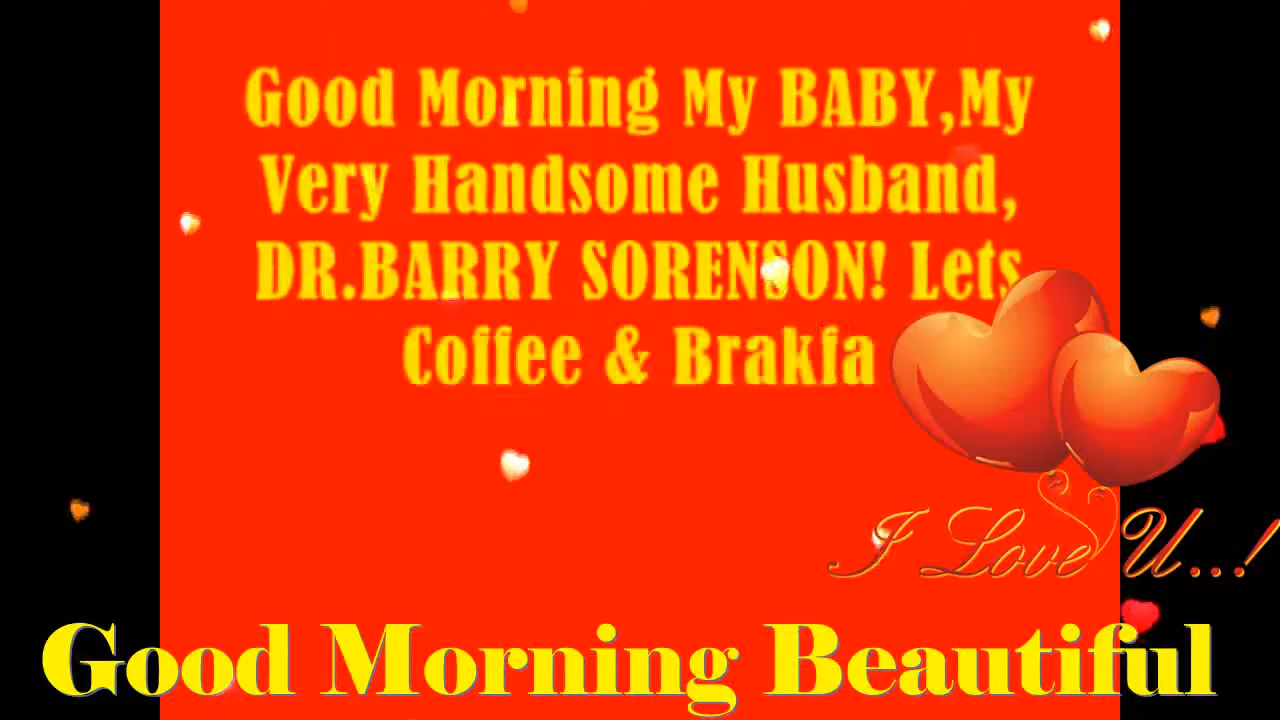 Good Morning My BABY,My
Very Handsome Husband,
DR.BARRY SORENSON! Lets
Coffee & Brakfa
I Love U...!
Good Morning Beautiful